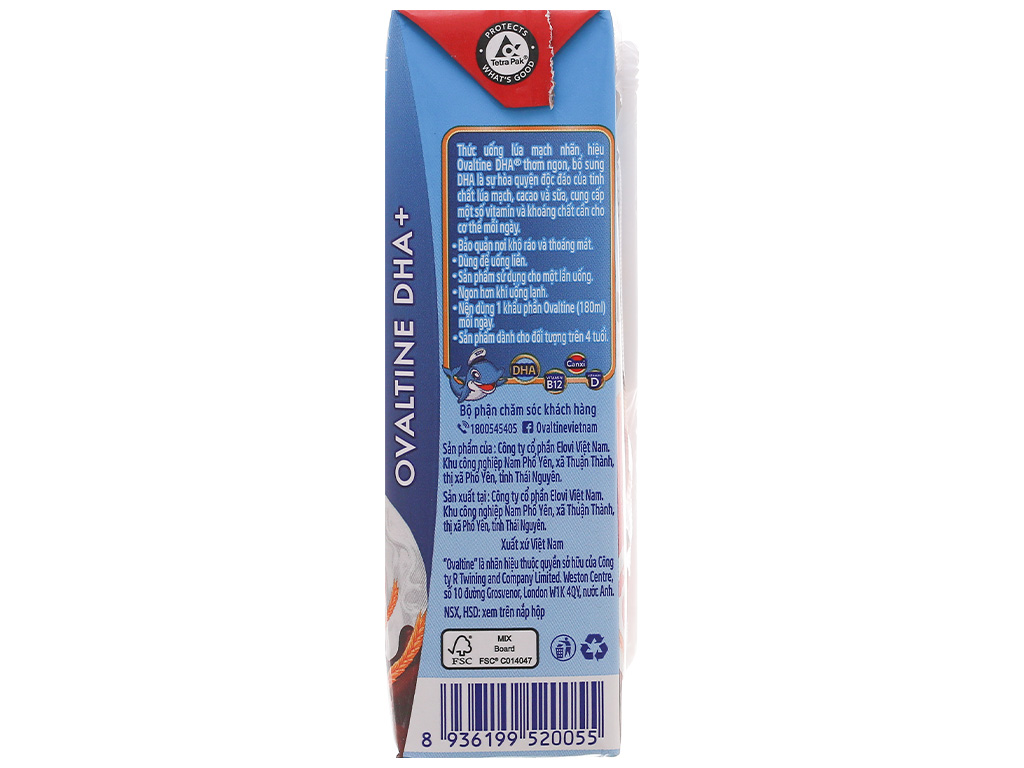 PROTECTS
Tetra Pak®
WHAT'S GOOD
OVALTINE DHA+
Thức uống lúa mạch nhãn hiệu
Ovaltine DHA® thơm ngon, bổ sung
DHA là sự hòa quyện độc đáo của tinh
chất lúa mạch, cacao và sữa, cung cấp
một số vitamin và khoáng chất cần cho
cơ thể mỗi ngày.
• Bảo quản nơi khô ráo và thoáng mát.
• Dùng để uống liền.
• Sản phẩm sử dụng cho một lần uống.
• Ngon hơn khi uống lạnh.
• Nên dùng 1 khẩu phần Ovaltine (180ml)
mỗi ngày.
• Sản phẩm dành cho đối tượng trên 4 tuổi.
DHA
VITAMIN
B12
Canxi
VITAMIN
D
Bộ phận chăm sóc khách hàng
1800545405 Ovaltinevietnam
Sản phẩm của : Công ty cổ phần Elovi Việt Nam.
Khu công nghiệp Nam Phổ Yên, xã Thuận Thành,
thị xã Phổ Yên, tỉnh Thái Nguyên.
Sản xuất tại : Công ty cổ phần Elovi Việt Nam.
Khu công nghiệp Nam Phổ Yên, xã Thuận Thành,
thị xã Phổ Yên, tỉnh Thái Nguyên.
Xuất xứ Việt Nam
"Ovaltine" là nhãn hiệu thuộc quyền sở hữu của Công
ty R Twining and Company Limited. Weston Centre,
số 10 đường Grosvenor, London W1K 4QY, nước Anh.
NSX, HSD: xem trên nắp hộp
FSC
MIX
Board
FSC® C014047
8 936199 520055